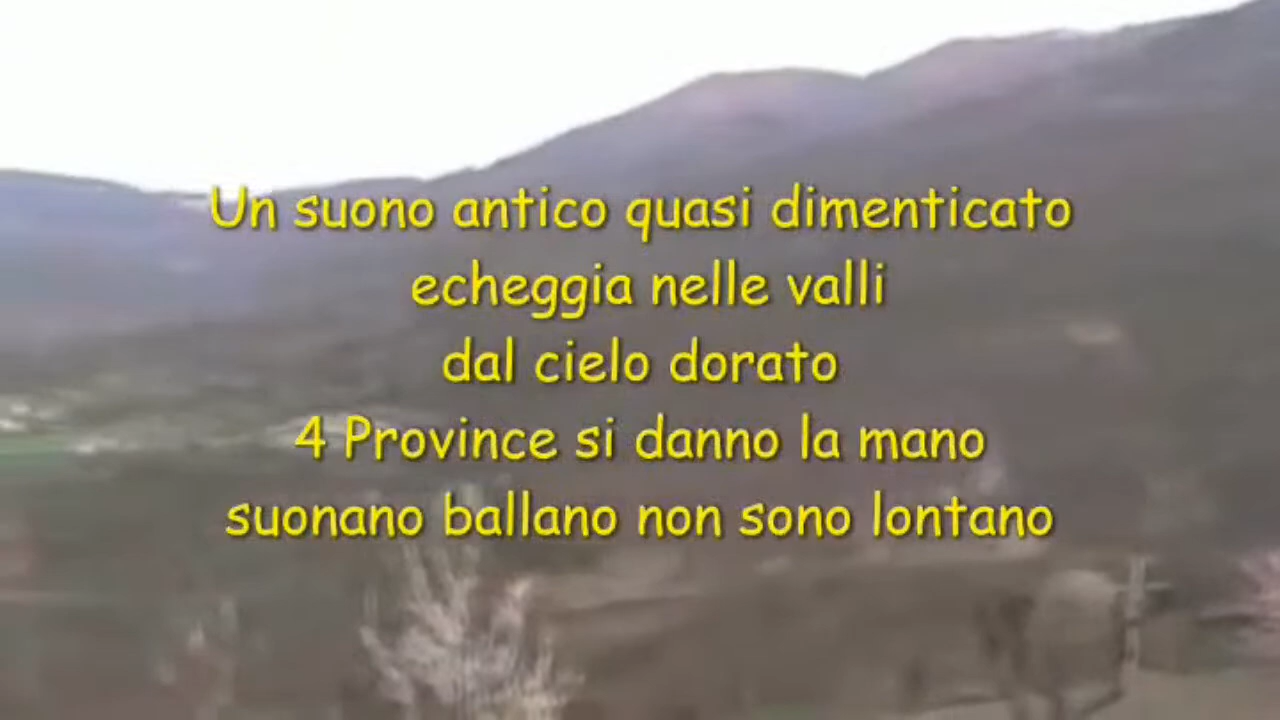 Un suono antico quasi dimenticato
echeggia nelle valli
dal cielo dorato
4 Province si danno la mano
suonano ballano non sono lontano